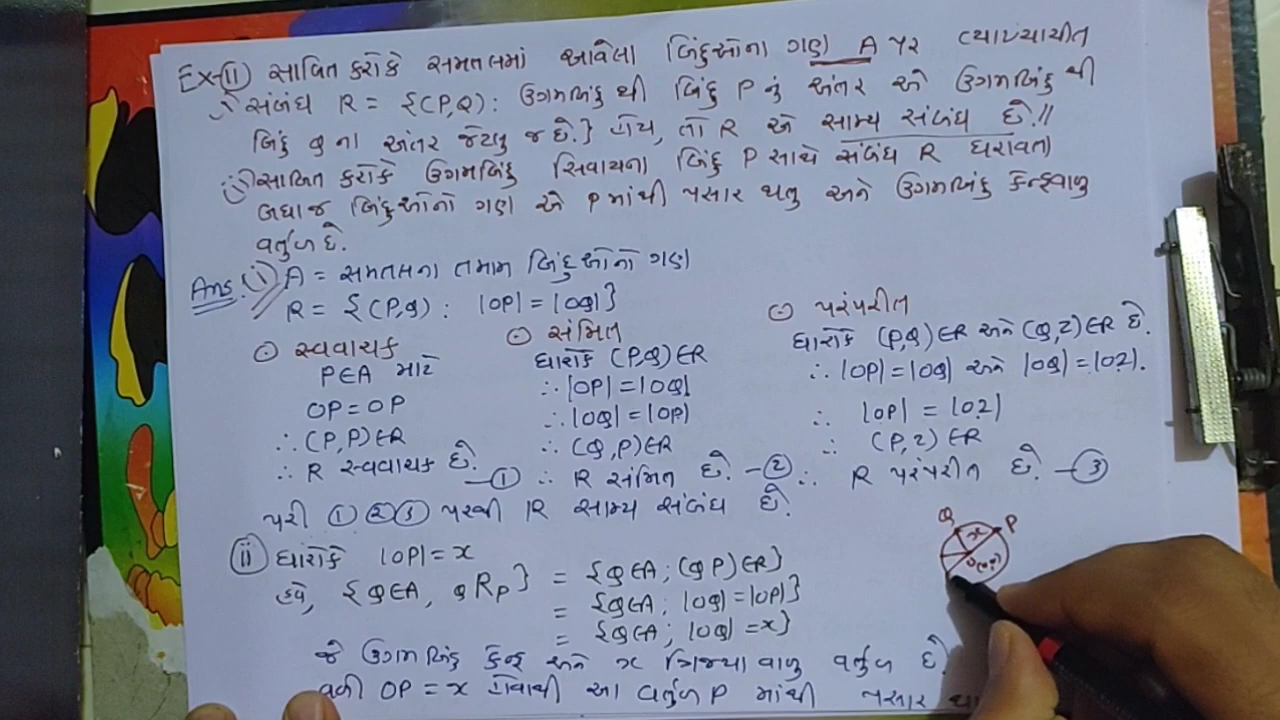 Ex-11 સાબિત કરો કે સમતલમાં આવેલા બિંદુઓના ગણ A પર વ્યાખ્યાયીત
i) સંબંધ R = {(P,Q): ઉગમબિંદુ થી બિંદુ P નું અંતર એ ઉગમબિંદુ થી
બિંદુ Q ના અંતર જેટલુ જ છે.} હોય, તો R એ સામ્ય સંબંધ છે.//
ii) સાબિત કરો કે ઉગમબિંદુ સિવાયના બિંદુ P સાથે સંબંધ R ધરાવતા
બધા જ બિંદુઓનો ગણ એ P માંથી પસાર થતુ અને ઉગમબિંદુ કેન્દ્રવાળુ
વર્તુળ છે.
Ans. (i) A = સમતલના તમામ બિંદુઓનો ગણ
R = {(P,Q): |OP| = |OQ|}
⊙ સ્વવાચક
P∈A માટે
OP = OP
∴ (P,P)∈R
∴ R સ્વવાચક છે. —①
⊙ સંમિત
ધારોકે (P,Q)∈R
∴ |OP| = |OQ|
∴ |OQ| = |OP|
∴ (Q,P)∈R
∴ R સંમિત છે. —②
⊙ પરંપરીત
ધારોકે (P,Q)∈R અને (Q,Z)∈R છે.
∴ |OP| = |OQ| અને |OQ| = |OZ|.
∴ |OP| = |OZ|
∴ (P,Z)∈R
∴ R પરંપરીત છે. —③
પરી ① ② ③ પરથી R સામ્ય સંબંધ છે.
(ii) ધારોકે |OP| = x
હવે, {Q∈A, QRP} = {Q∈A; (Q P)∈R}
= {Q∈A; |OQ| = |OP|}
= {Q∈A; |OQ| = x}
Q P
x
જે ઉગમબિંદુ કેન્દ્ર અને x ત્રિજ્યા વાળુ વર્તુળ છે.
વળી OP = x હોવાથી આ વર્તુળ P માંથી પસાર થા